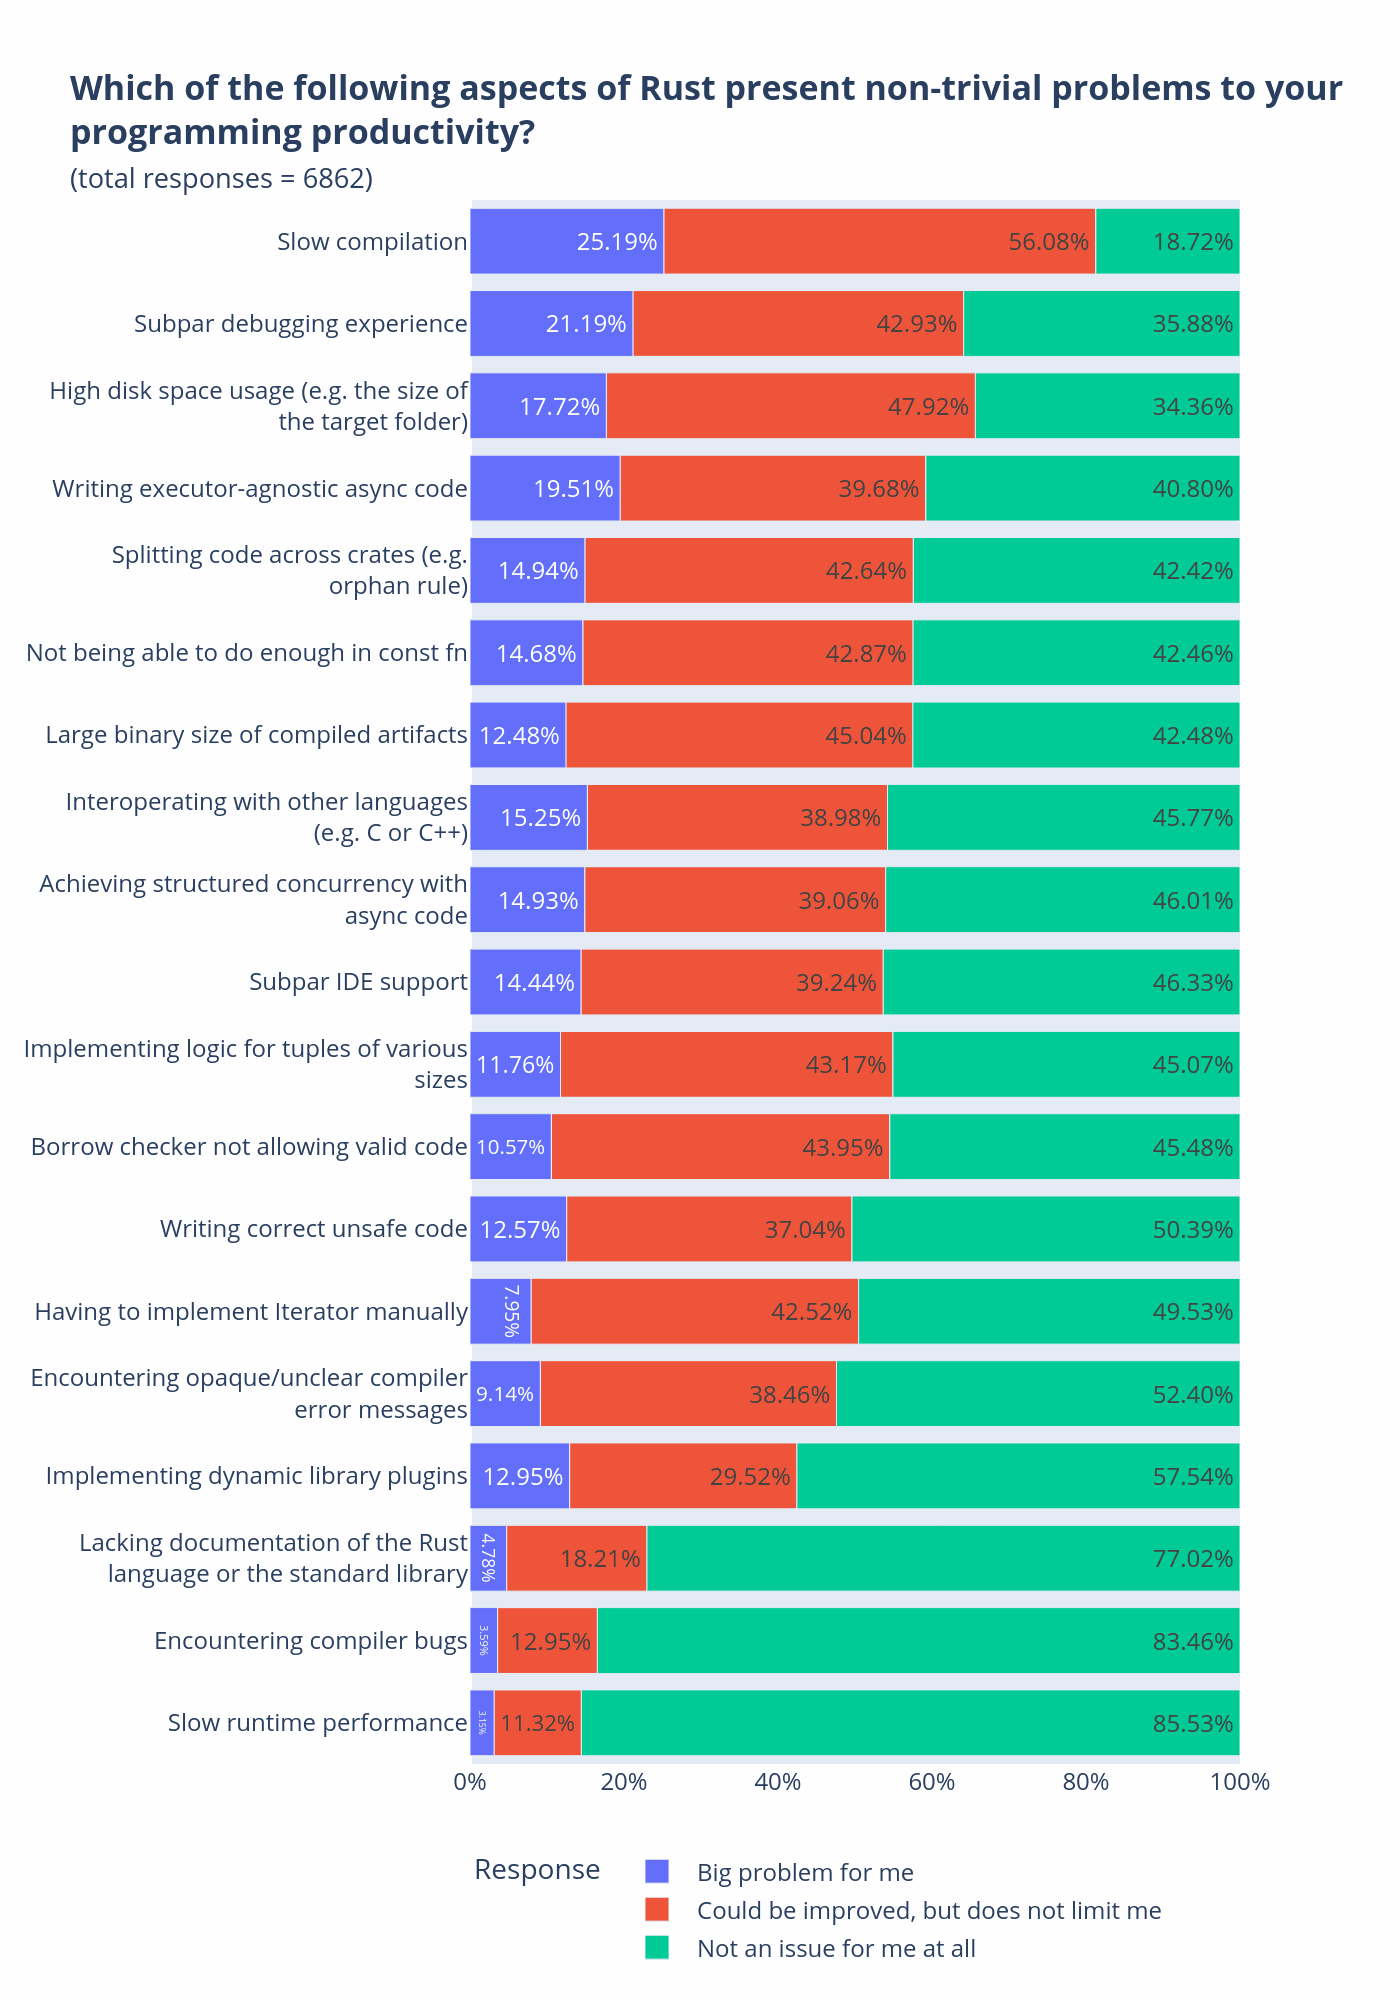 Which of the following aspects of Rust present non-trivial problems to your
programming productivity?
(total responses = 6862)
Slow compilation 25.19% 56.08% 18.72%
Subpar debugging experience 21.19% 42.93% 35.88%
High disk space usage (e.g. the size of
the target folder) 17.72% 47.92% 34.36%
Writing executor-agnostic async code 19.51% 39.68% 40.80%
Splitting code across crates (e.g.
orphan rule) 14.94% 42.64% 42.42%
Not being able to do enough in const fn 14.68% 42.87% 42.46%
Large binary size of compiled artifacts 12.48% 45.04% 42.48%
Interoperating with other languages
(e.g. C or C++) 15.25% 38.98% 45.77%
Achieving structured concurrency with
async code 14.93% 39.06% 46.01%
Subpar IDE support 14.44% 39.24% 46.33%
Implementing logic for tuples of various
sizes 11.76% 43.17% 45.07%
Borrow checker not allowing valid code 10.57% 43.95% 45.48%
Writing correct unsafe code 12.57% 37.04% 50.39%
Having to implement Iterator manually 7.95% 42.52% 49.53%
Encountering opaque/unclear compiler
error messages 9.14% 38.46% 52.40%
Implementing dynamic library plugins 12.95% 29.52% 57.54%
Lacking documentation of the Rust
language or the standard library 4.78% 18.21% 77.02%
Encountering compiler bugs 3.59% 12.95% 83.46%
Slow runtime performance 3.15% 11.32% 85.53%
0% 20% 40% 60% 80% 100%
Response
Big problem for me
Could be improved, but does not limit me
Not an issue for me at all